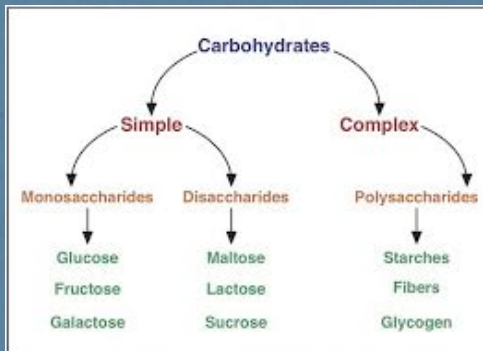 Carbohydrates
Simple
Complex
Monosaccharides
Disaccharides
Polysaccharides
Glucose
Maltose
Starches
Fructose
Lactose
Fibers
Galactose
Sucrose
Glycogen